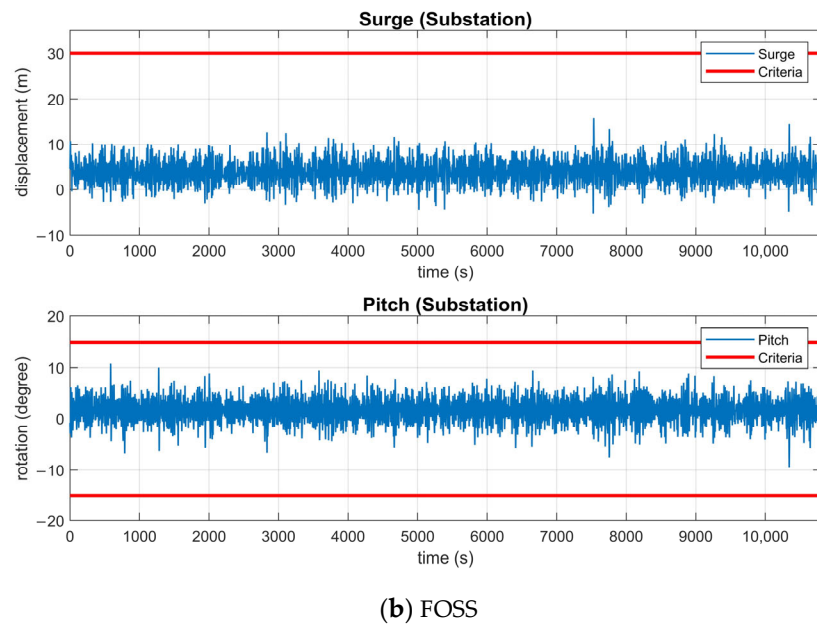 Surge (Substation)
displacement (m)
30
20
10
0
−10
Surge
Criteria
0 1000 2000 3000 4000 5000 6000 7000 8000 9000 10,000
time (s)
Pitch (Substation)
rotation (degree)
20
10
0
−10
−20
Pitch
Criteria
0 1000 2000 3000 4000 5000 6000 7000 8000 9000 10,000
time (s)
(b) FOSS